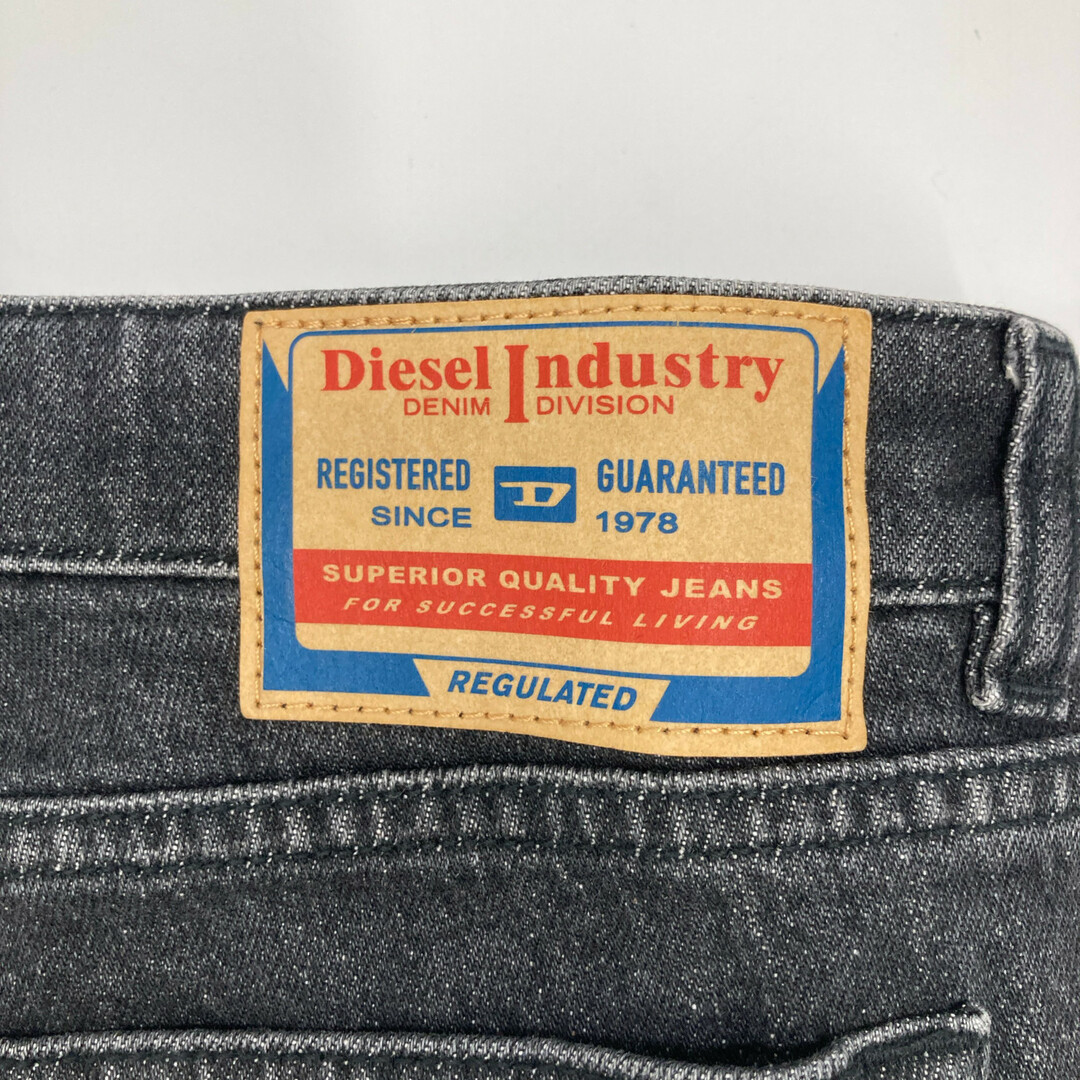 Diesel Industry
DENIM DIVISION
REGISTERED D GUARANTEED
SINCE 1978
SUPERIOR QUALITY JEANS
FOR SUCCESSFUL LIVING
REGULATED